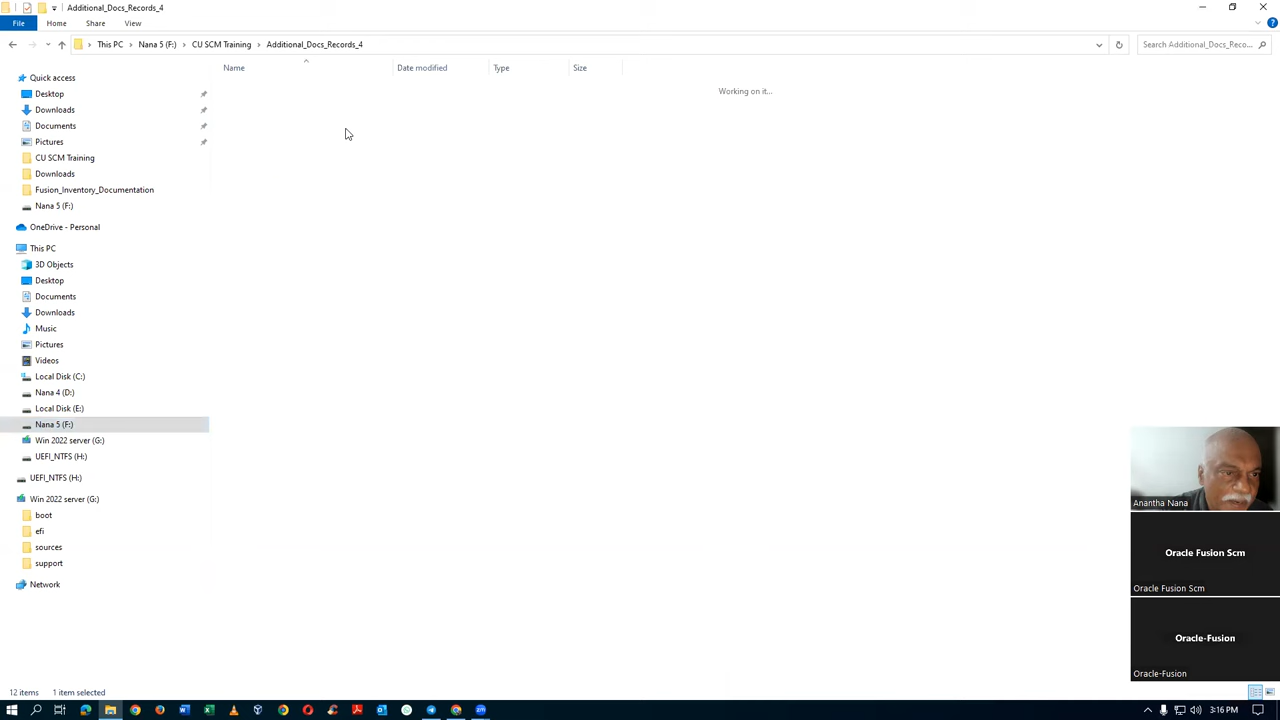 Additional_Docs_Records_4
File Home Share View
This PC Nana 5 (F:) CU SCM Training Additional_Docs_Records_4
Search Additional_Docs_Reco...
Name Date modified Type Size
Working on it...
Quick access
Desktop
Downloads
Documents
Pictures
CU SCM Training
Downloads
Fusion_Inventory_Documentation
Nana 5 (F:)
OneDrive - Personal
This PC
3D Objects
Desktop
Documents
Downloads
Music
Pictures
Videos
Local Disk (C:)
Nana 4 (D:)
Local Disk (E:)
Nana 5 (F:)
Win 2022 server (G:)
UEFI_NTFS (H:)
UEFI_NTFS (H:)
Win 2022 server (G:)
boot
efi
sources
support
Network
Anantha Nana
Oracle Fusion Scm
Oracle Fusion Scm
Oracle-Fusion
Oracle-Fusion
12 items 1 item selected
3:16 PM